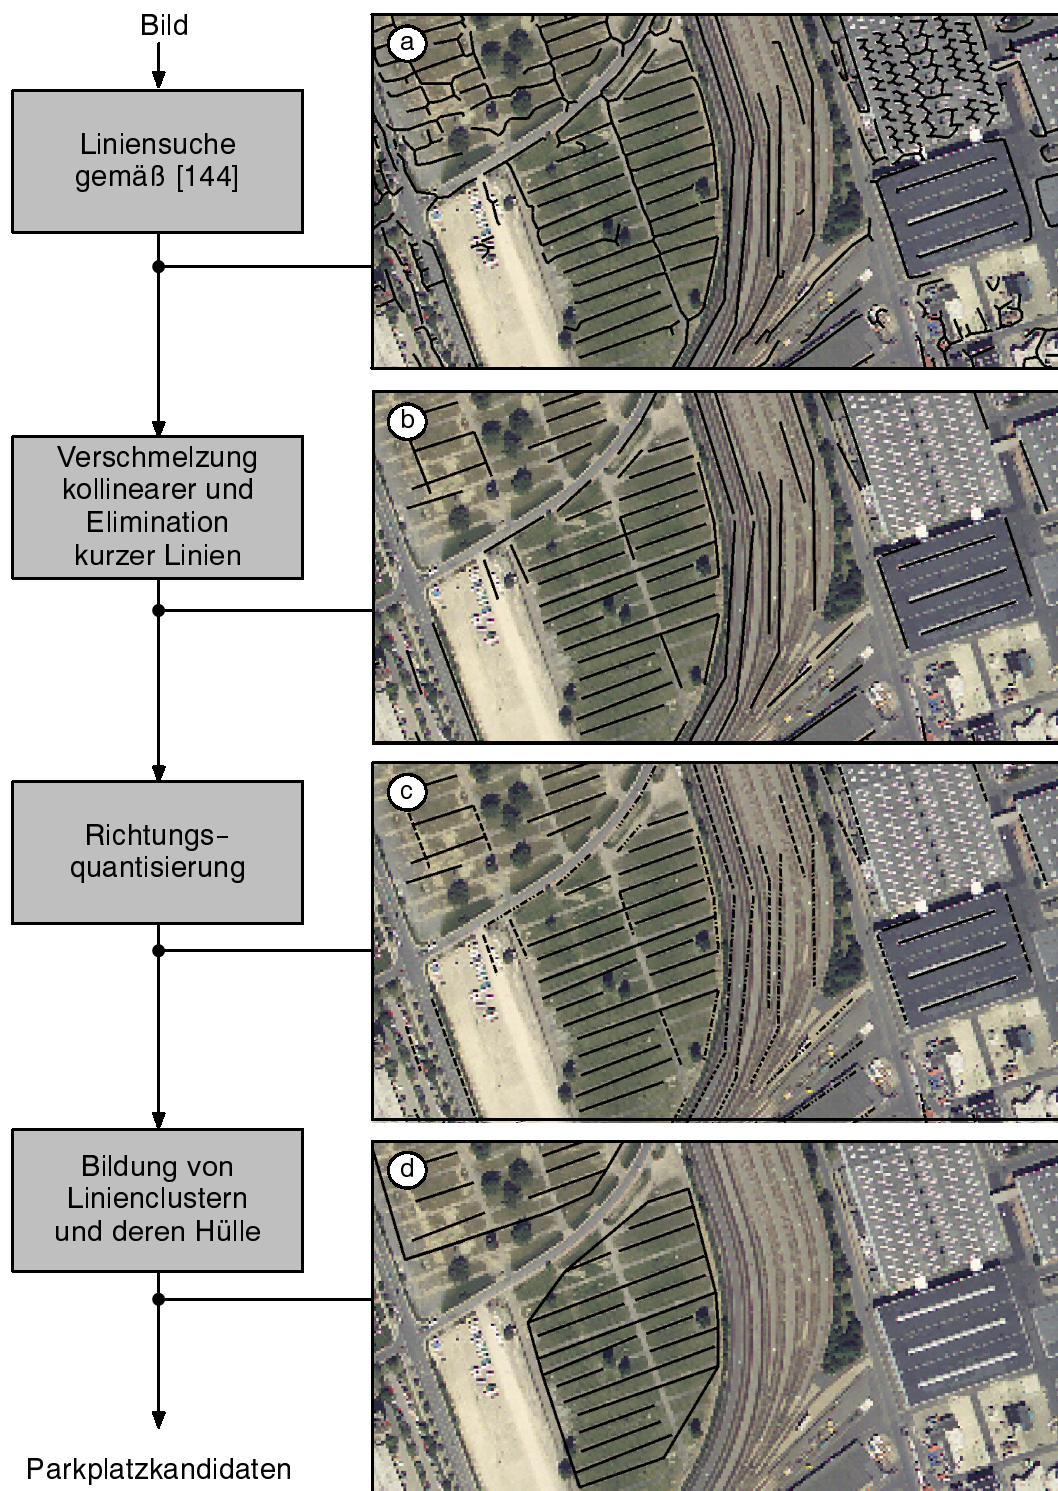 Bild
a
Liniensuche
gemäß [144]
b
Verschmelzung
kollinearer und
Elimination
kurzer Linien
c
Richtungs-
quantisierung
d
Bildung von
Linienclustern
und deren Hülle
Parkplatzkandidaten